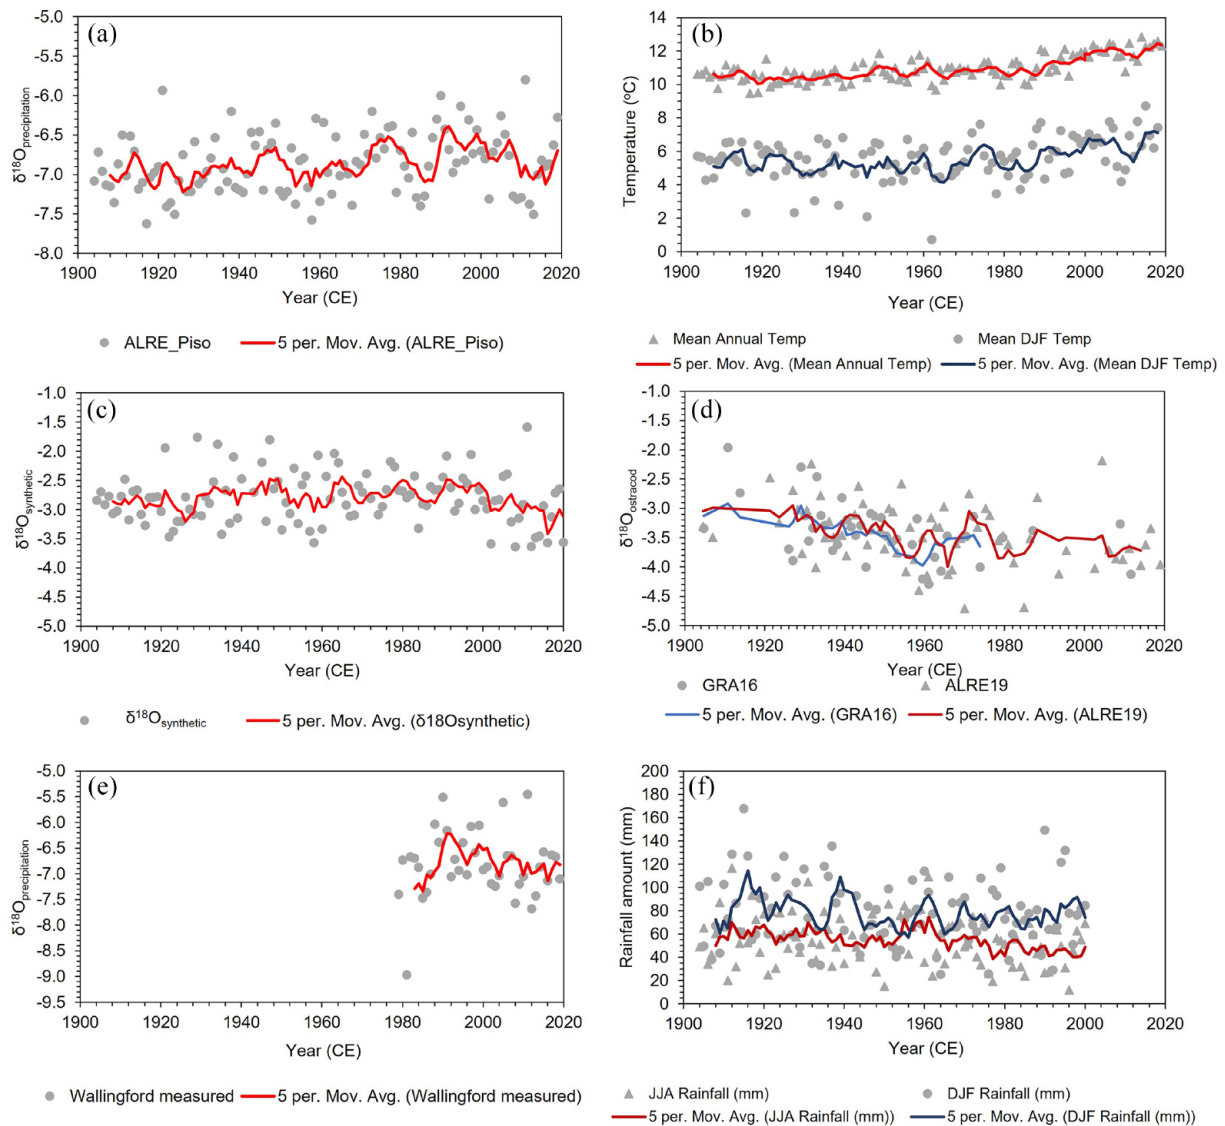 (a)
-5.0
-5.5
-6.0
-6.5
-7.0
-7.5
-8.0
δ¹⁸Oprecipitation
1900 1920 1940 1960 1980 2000 2020
Year (CE)
ALRE_Piso 5 per. Mov. Avg. (ALRE_Piso)
(b)
14
12
10
8
6
4
2
0
Temperature (ºC)
1900 1920 1940 1960 1980 2000 2020
Year (CE)
Mean Annual Temp Mean DJF Temp
5 per. Mov. Avg. (Mean Annual Temp) 5 per. Mov. Avg. (Mean DJF Temp)
(c)
-1.0
-1.5
-2.0
-2.5
-3.0
-3.5
-4.0
-4.5
-5.0
δ¹⁸Osynthetic
1900 1920 1940 1960 1980 2000 2020
Year (CE)
δ¹⁸Osynthetic 5 per. Mov. Avg. (δ18Osynthetic)
(d)
-1.0
-2.0
-2.5
-3.0
-3.5
-4.0
-4.5
-5.0
-1.5
δ¹⁸Oostracod
1900 1920 1940 1960 1980 2000 2020
Year (CE)
GRA16 ALRE19
5 per. Mov. Avg. (GRA16) 5 per. Mov. Avg. (ALRE19)
(e)
-5.0
-5.5
-6.0
-6.5
-7.0
-7.5
-8.0
-8.5
-9.0
-9.5
δ¹⁸Oprecipitation
1900 1920 1940 1960 1980 2000 2020
Year (CE)
Wallingford measured 5 per. Mov. Avg. (Wallingford measured)
(f)
200
180
160
140
120
100
80
60
40
20
0
Rainfall amount (mm)
1900 1920 1940 1960 1980 2000 2020
Year (CE)
JJA Rainfall (mm) DJF Rainfall (mm)
5 per. Mov. Avg. (JJA Rainfall (mm)) 5 per. Mov. Avg. (DJF Rainfall (mm))